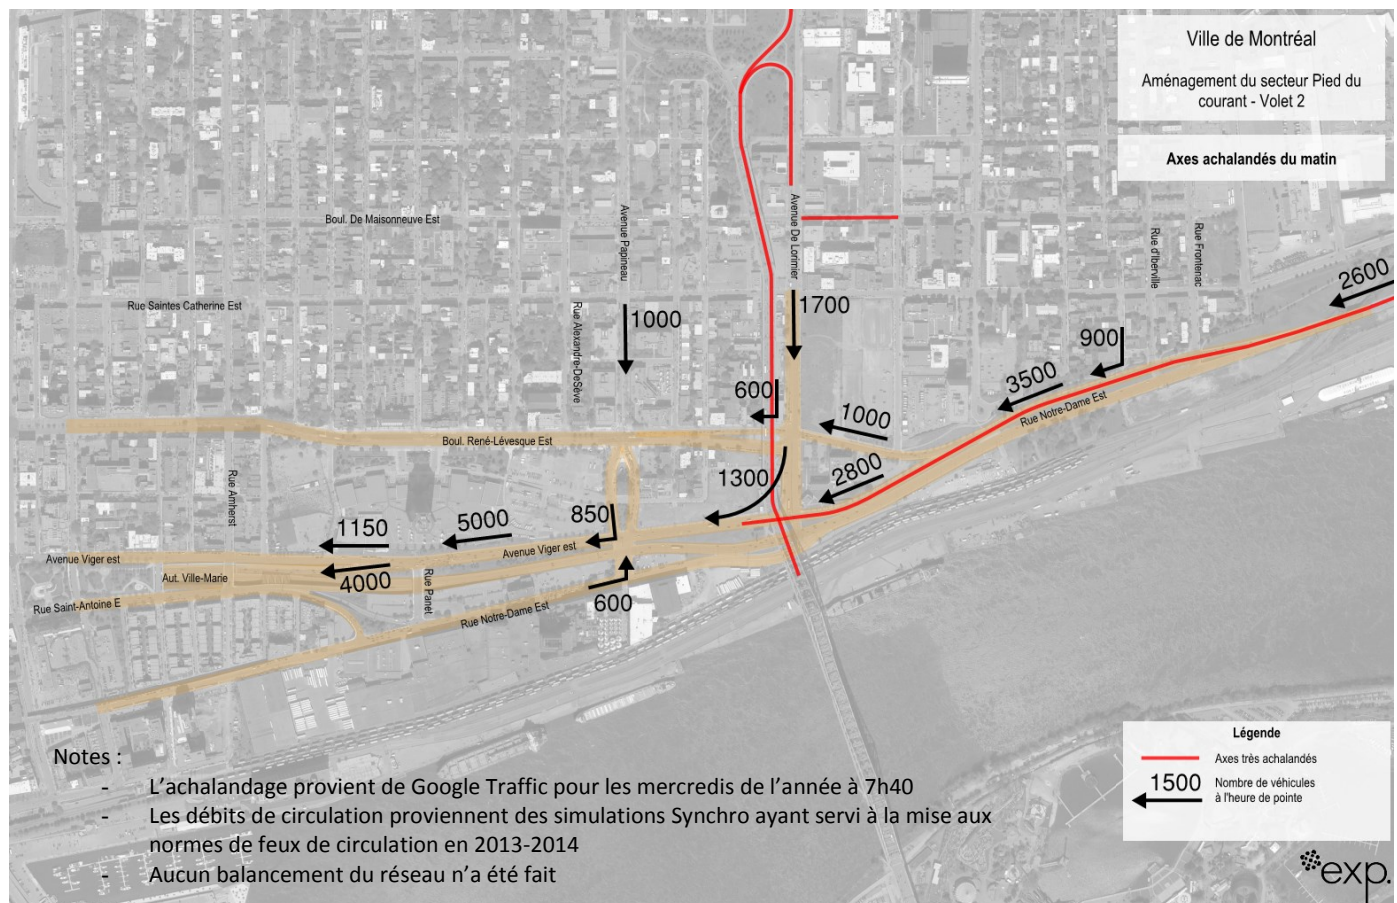 Ville de Montréal
Aménagement du secteur Pied du
courant - Volet 2
Axes achalandés du matin
Boul. De Maisonneuve Est
Avenue Papineau
Avenue De Lorimier
Rue d'Iberville
Rue Frontenac
2600
Rue Saintes Catherine Est
Rue Alexandre-DeSève
1000
1700
900
3500
600
1000
Rue Notre-Dame Est
Boul. René-Lévesque Est
Rue Amherst
1300
2800
1150
5000
850
Avenue Viger est
Avenue Viger est
Aut. Ville-Marie
4000
Rue Panet
Rue Saint-Antoine E
Rue Notre-Dame Est
600
Notes :
- L'achalandage provient de Google Traffic pour les mercredis de l'année à 7h40
- Les débits de circulation proviennent des simulations Synchro ayant servi à la mise aux
normes de feux de circulation en 2013-2014
- Aucun balancement du réseau n'a été fait
Légende
Axes très achalandés
1500
Nombre de véhicules
à l'heure de pointe
exp.